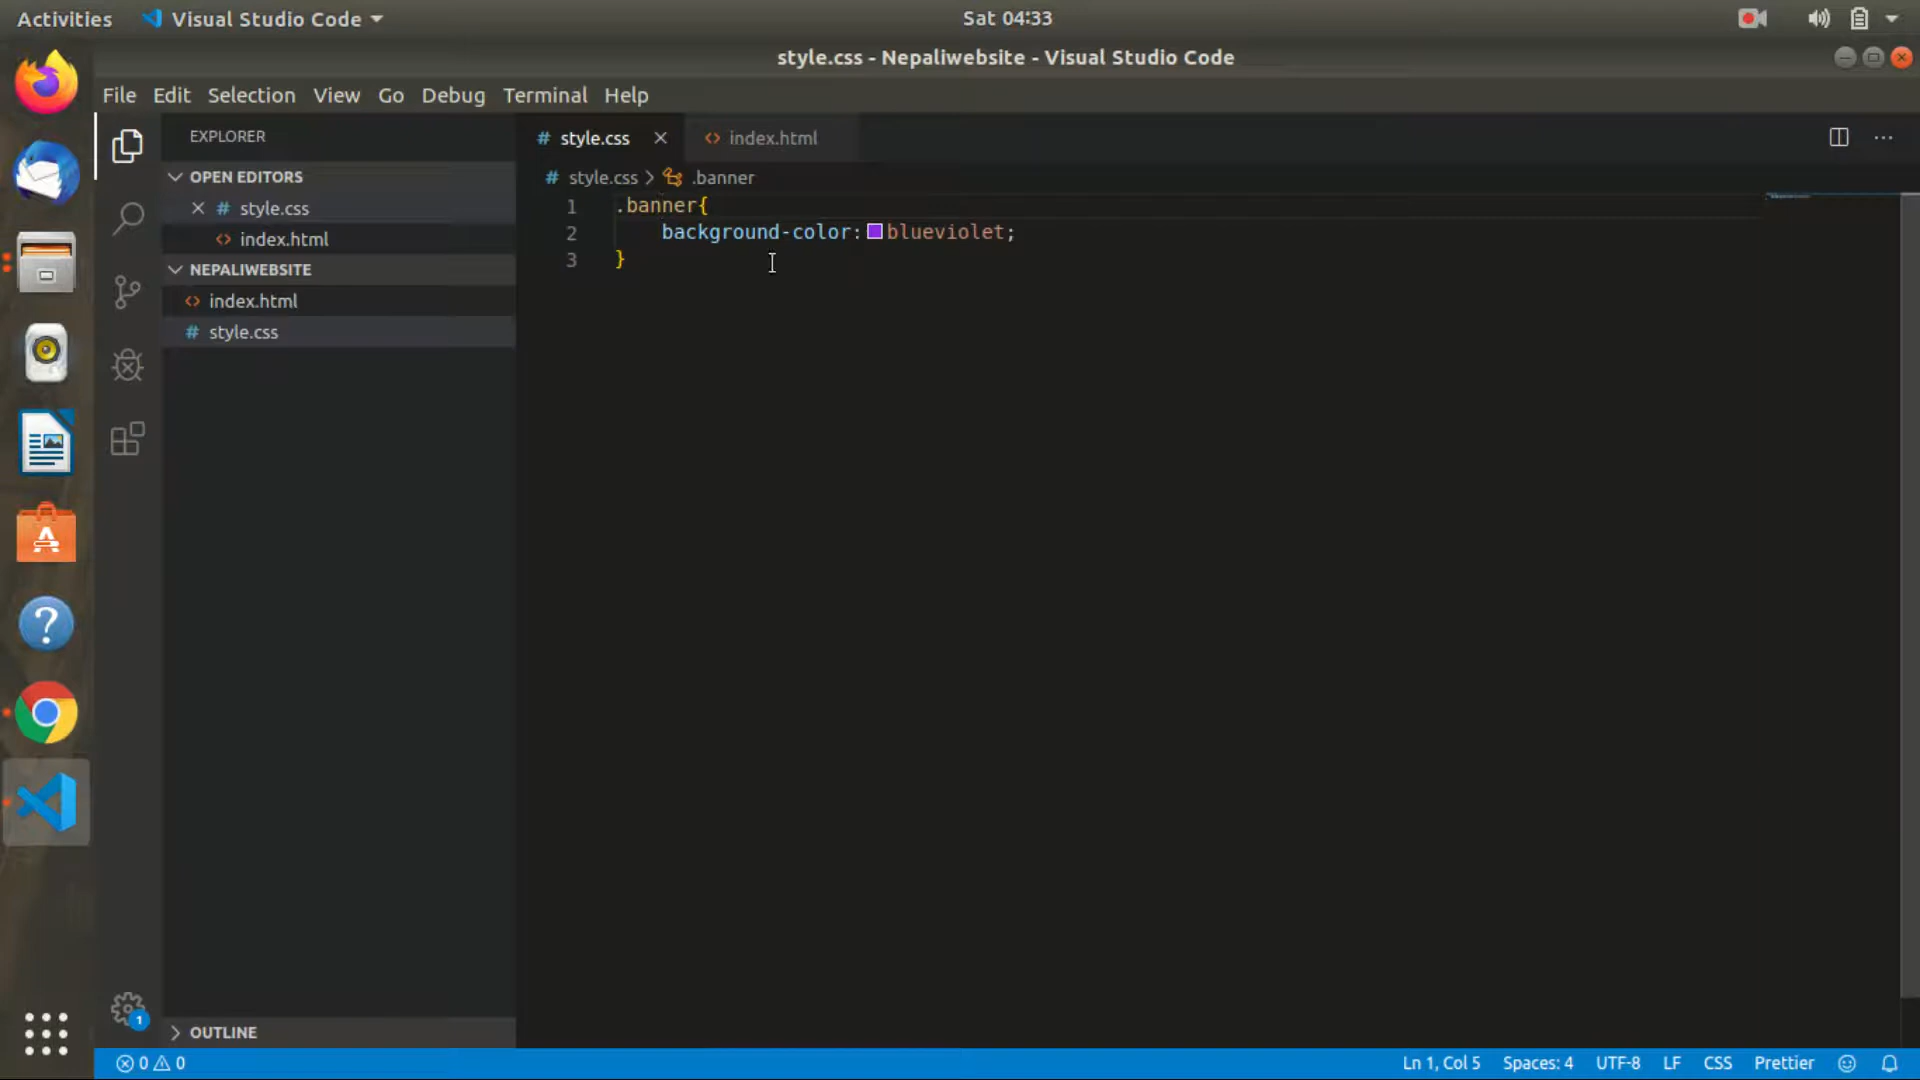 Activities Visual Studio Code Sat 04:33
style.css - Nepaliwebsite - Visual Studio Code
File Edit Selection View Go Debug Terminal Help
EXPLORER
OPEN EDITORS
style.css
index.html
NEPALIWEBSITE
index.html
style.css
OUTLINE
style.css index.html
style.css > .banner
1 .banner{
2 background-color: blueviolet;
3 }
1
0 0 Ln 1, Col 5 Spaces: 4 UTF-8 LF CSS Prettier